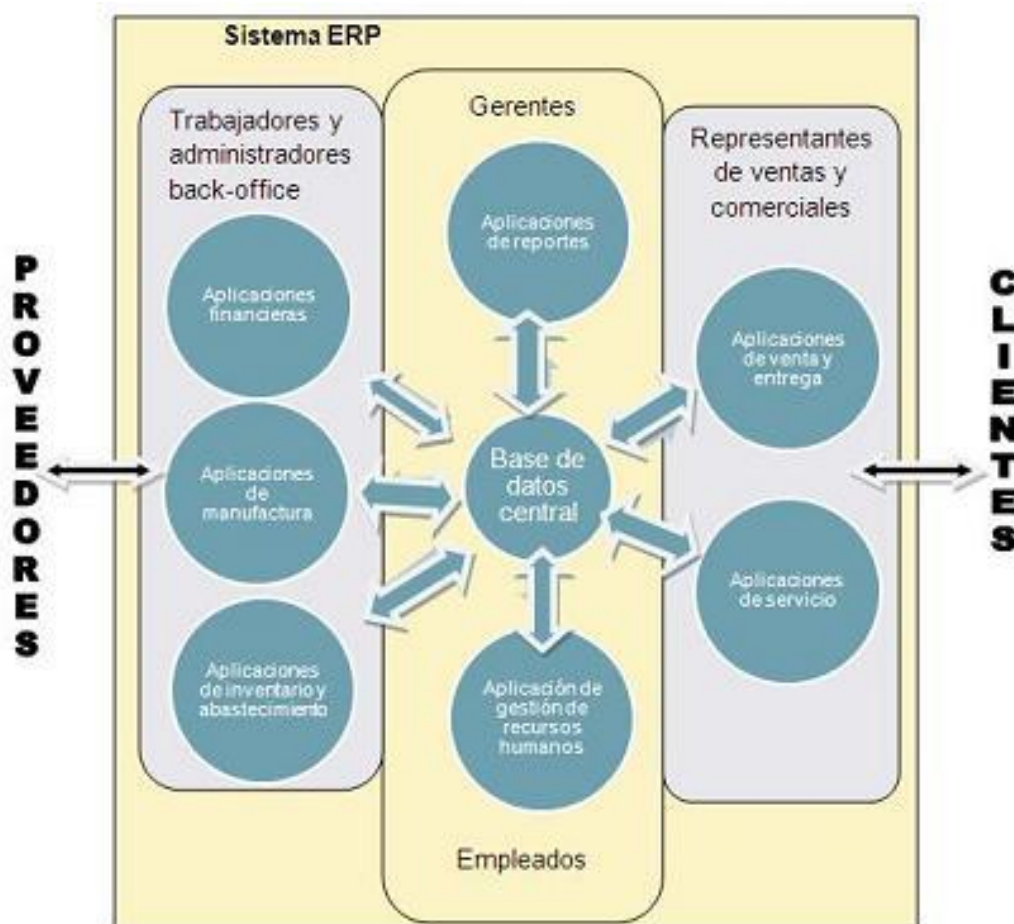 Sistema ERP
Trabajadores y
administradores
back-office
Aplicaciones
financieras
Aplicaciones
de
manufactura
Aplicaciones
de inventario y
abastecimiento
Gerentes
Aplicaciones
de reportes
Base de
datos
central
Aplicación de
gestión de
recursos
humanos
Empleados
Representantes
de ventas y
comerciales
Aplicaciones
de venta y
entrega
Aplicaciones
de servicio
PROVEEDORES
CLIENTES